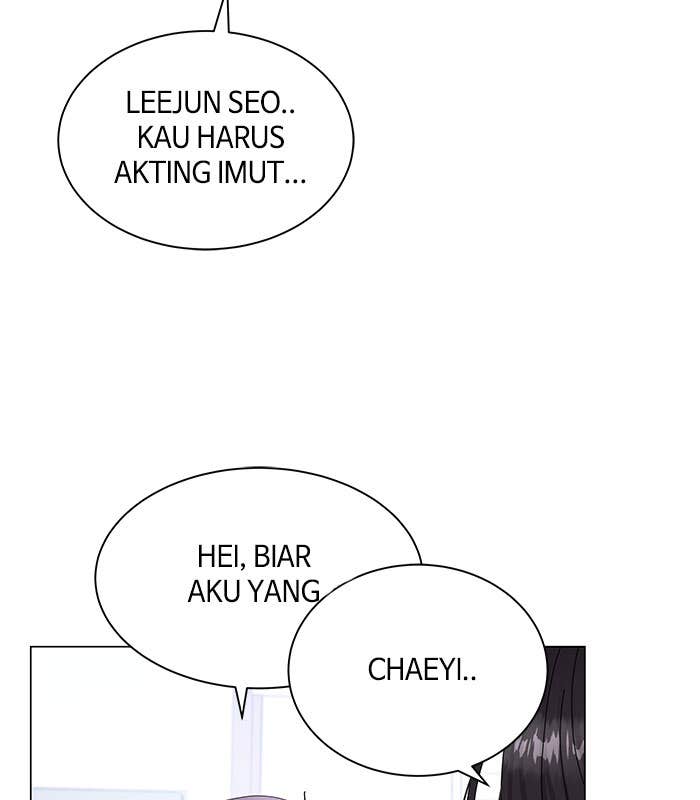 LEEJUN SEO..
KAU HARUS
AKTING IMUT...
HEI, BIAR
AKU YANG
CHAEYI..